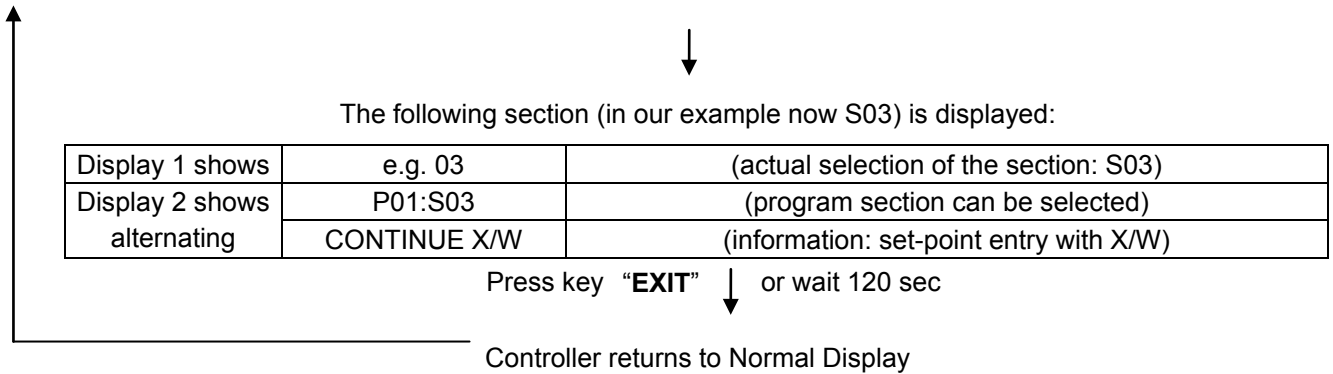 The following section (in our example now S03) is displayed:
Display 1 shows e.g. 03 (actual selection of the section: S03)
Display 2 shows P01:S03 (program section can be selected)
alternating CONTINUE X/W (information: set-point entry with X/W)
Press key “EXIT” or wait 120 sec
Controller returns to Normal Display